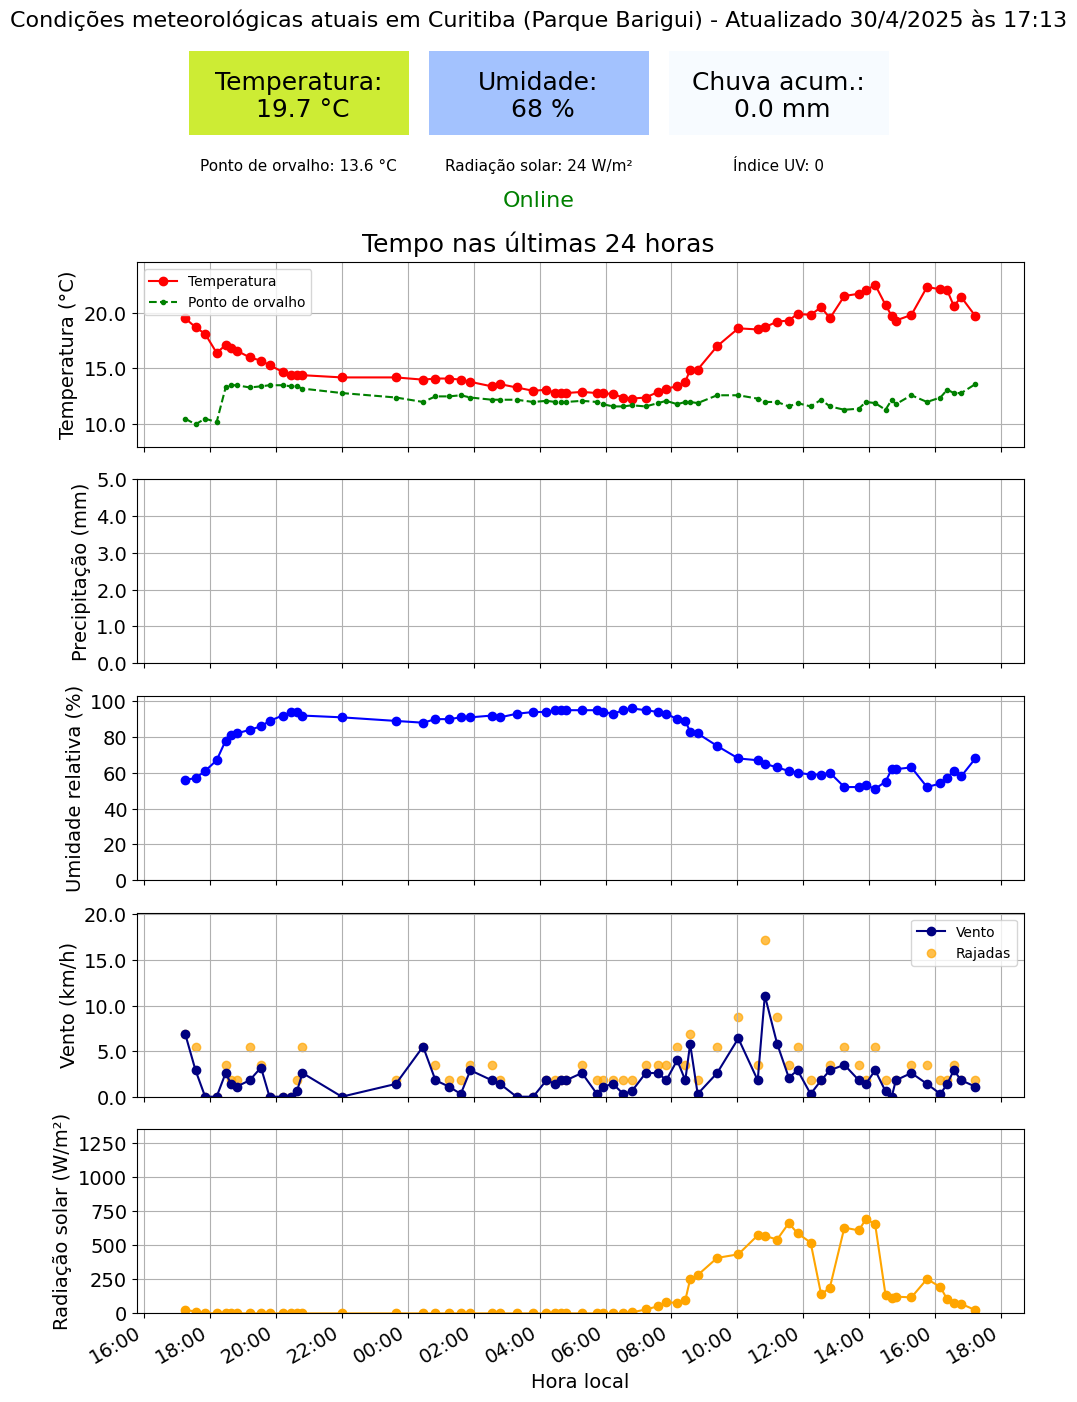 Condições meteorológicas atuais em Curitiba (Parque Barigui) - Atualizado 30/4/2025 às 17:13
Temperatura:
19.7 °C
Umidade:
68 %
Chuva acum.:
0.0 mm
Ponto de orvalho: 13.6 °C
Radiação solar: 24 W/m²
Índice UV: 0
Online
Tempo nas últimas 24 horas
Temperatura (°C)
20.0
15.0
10.0
Temperatura
Ponto de orvalho
Precipitação (mm)
5.0
4.0
3.0
2.0
1.0
0.0
Umidade relativa (%)
100
80
60
40
20
0
Vento (km/h)
20.0
15.0
10.0
5.0
0.0
Vento
Rajadas
Radiação solar (W/m²)
1250
1000
750
500
250
0
16:00
18:00
20:00
22:00
00:00
02:00
04:00
06:00
08:00
10:00
12:00
14:00
16:00
18:00
Hora local